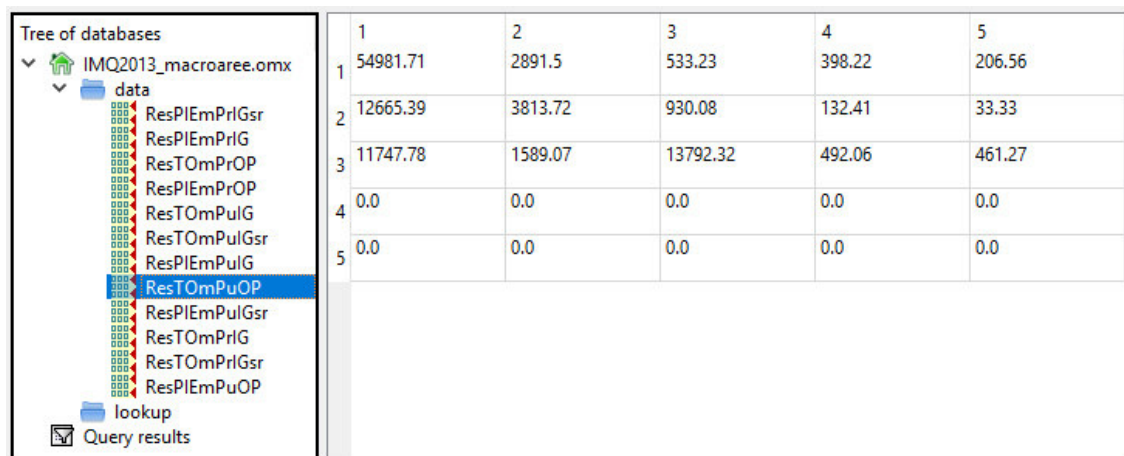 Tree of databases
IMQ2013_macroaree.omx
data
ResPIEmPrIGsr
ResPIEmPrIG
ResTOmPrOP
ResPIEmPrOP
ResTOmPuIG
ResTOmPuIGsr
ResPIEmPuIG
ResTOmPuOP
ResPIEmPuIGsr
ResTOmPrIG
ResTOmPrIGsr
ResPIEmPuOP
lookup
Query results
1 2 3 4 5
1 54981.71 2891.5 533.23 398.22 206.56
2 12665.39 3813.72 930.08 132.41 33.33
3 11747.78 1589.07 13792.32 492.06 461.27
4 0.0 0.0 0.0 0.0 0.0
5 0.0 0.0 0.0 0.0 0.0